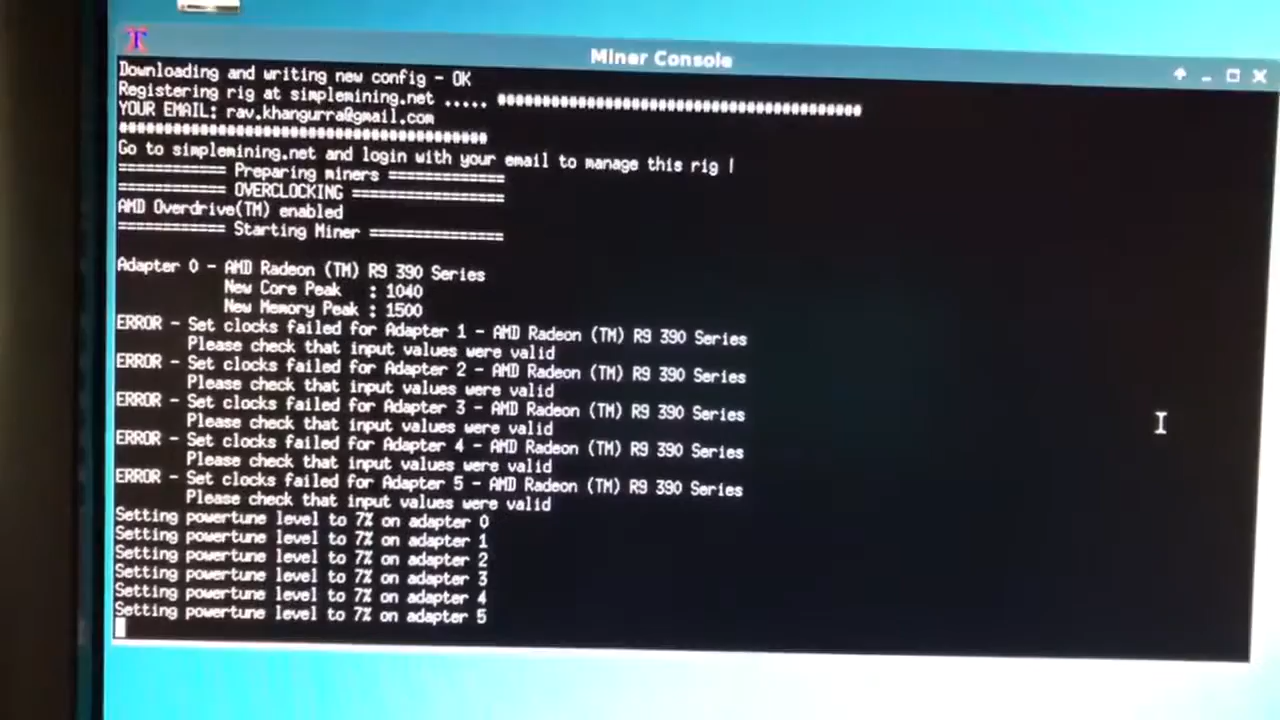 Miner Console
Downloading and writing new config - OK
Registering rig at simplemining.net ..... ########################################
YOUR EMAIL: rav.khangurra@gmail.com
########################################
Go to simplemining.net and login with your email to manage this rig !
============ Preparing miners =============
============ OVERCLOCKING =================
AMD Overdrive(TM) enabled
============ Starting Miner ===============
Adapter 0 - AMD Radeon (TM) R9 390 Series
New Core Peak : 1040
New Memory Peak : 1500
ERROR - Set clocks failed for Adapter 1 - AMD Radeon (TM) R9 390 Series
Please check that input values were valid
ERROR - Set clocks failed for Adapter 2 - AMD Radeon (TM) R9 390 Series
Please check that input values were valid
ERROR - Set clocks failed for Adapter 3 - AMD Radeon (TM) R9 390 Series
Please check that input values were valid
ERROR - Set clocks failed for Adapter 4 - AMD Radeon (TM) R9 390 Series
Please check that input values were valid
ERROR - Set clocks failed for Adapter 5 - AMD Radeon (TM) R9 390 Series
Please check that input values were valid
Setting powertune level to 7% on adapter 0
Setting powertune level to 7% on adapter 1
Setting powertune level to 7% on adapter 2
Setting powertune level to 7% on adapter 3
Setting powertune level to 7% on adapter 4
Setting powertune level to 7% on adapter 5